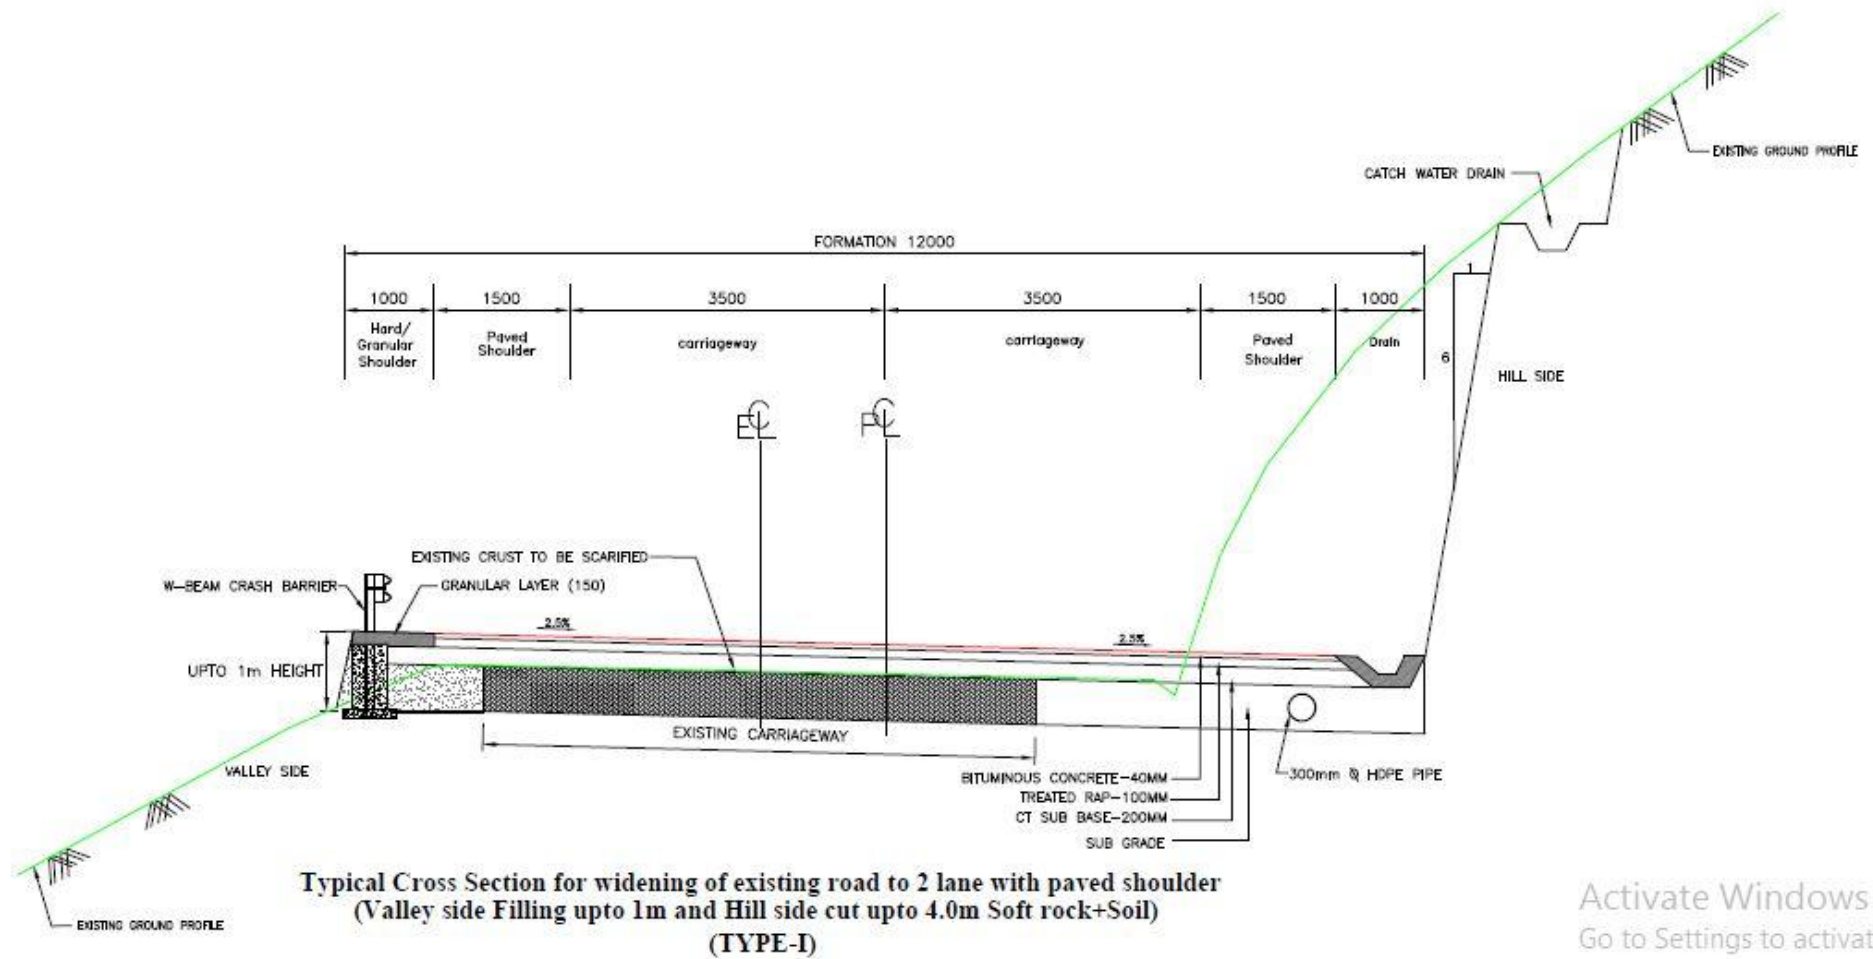 EXISTING GROUND PROFILE
CATCH WATER DRAIN
FORMATION 12000
1000
1500
3500
3500
1500
1000
Hard/
Granular
Shoulder
Paved
Shoulder
carriageway
carriageway
Paved
Shoulder
Drain
1
6
HILL SIDE
ECL
PCL
EXISTING CRUST TO BE SCARIFIED
W-BEAM CRASH BARRIER
GRANULAR LAYER (150)
2.5%
2.5%
UPTO 1m HEIGHT
EXISTING CARRIAGEWAY
VALLEY SIDE
BITUMINOUS CONCRETE-40MM
300mm Ø HDPE PIPE
TREATED RAP-100MM
CT SUB BASE-200MM
SUB GRADE
Typical Cross Section for widening of existing road to 2 lane with paved shoulder
(Valley side Filling upto 1m and Hill side cut upto 4.0m Soft rock+Soil)
(TYPE-I)
EXISTING GROUND PROFILE
Activate Windows
Go to Settings to activat